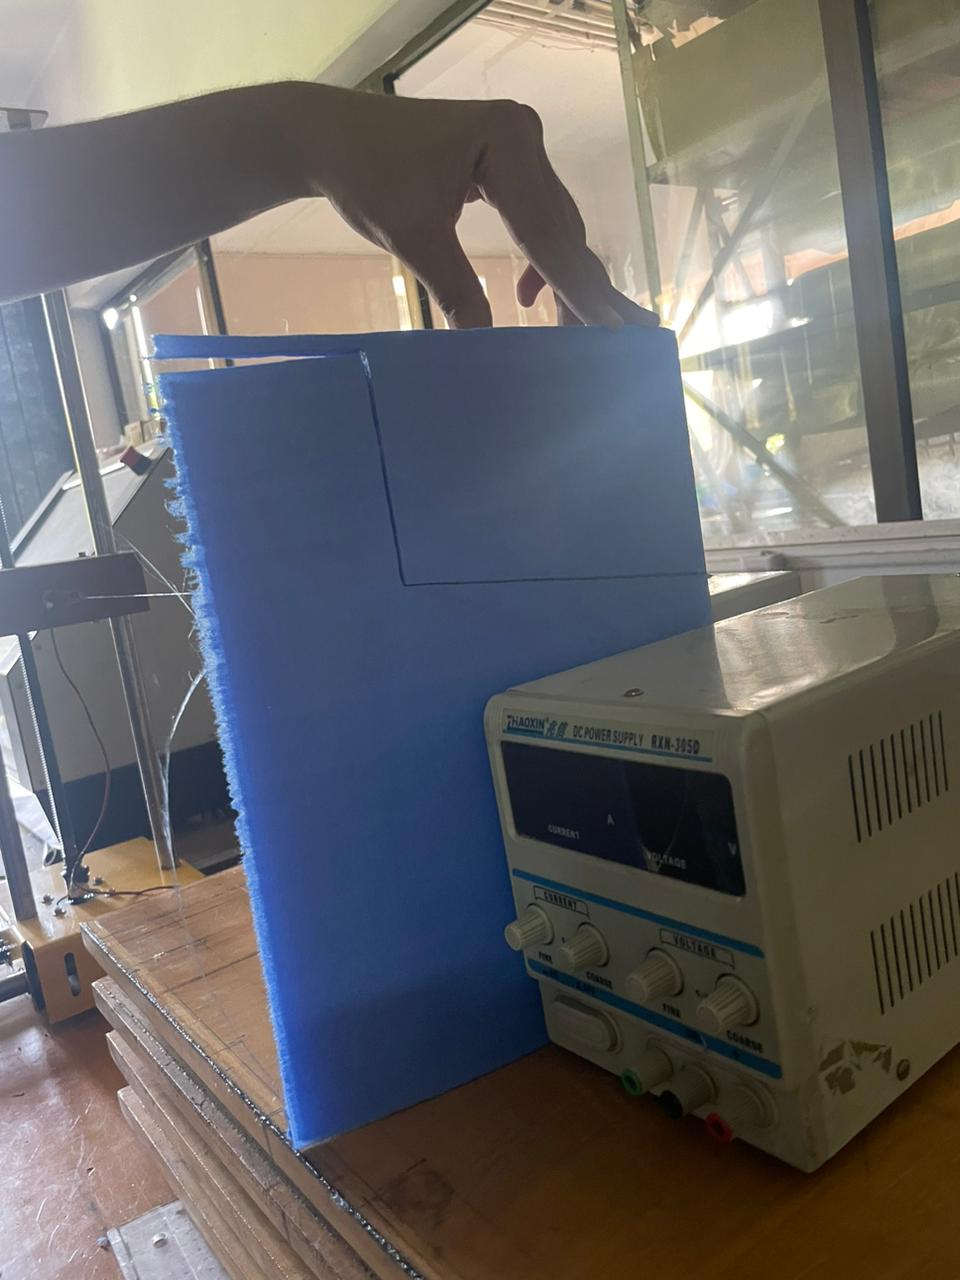 ZHAOXIN® 兆信 DC POWER SUPPLY RXN-305D
A
V
CURRENT
VOLTAGE
CURRENT
VOLTAGE
FINE
COARSE
FINE
COARSE